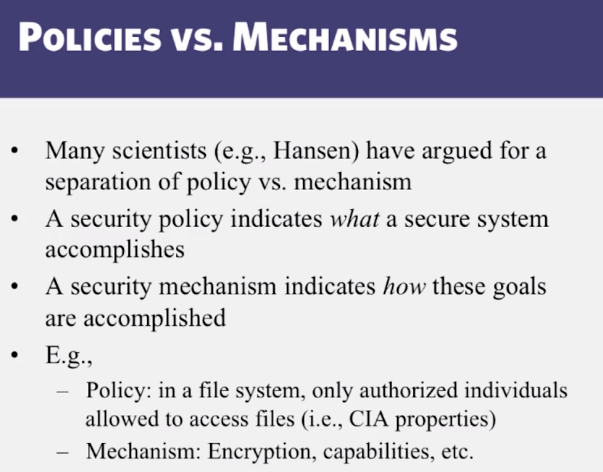 POLICIES VS. MECHANISMS
• Many scientists (e.g., Hansen) have argued for a
separation of policy vs. mechanism
• A security policy indicates what a secure system
accomplishes
• A security mechanism indicates how these goals
are accomplished
• E.g.,
– Policy: in a file system, only authorized individuals
allowed to access files (i.e., CIA properties)
– Mechanism: Encryption, capabilities, etc.